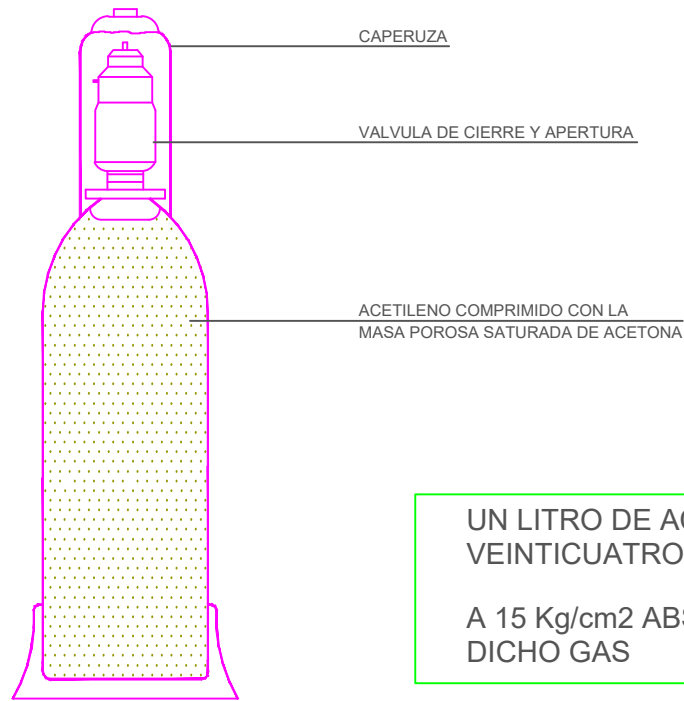 CAPERUZA
VALVULA DE CIERRE Y APERTURA
ACETILENO COMPRIMIDO CON LA
MASA POROSA SATURADA DE ACETONA
UN LITRO DE
VEINTICUATRO
A 15 Kg/cm2
DICHO GAS